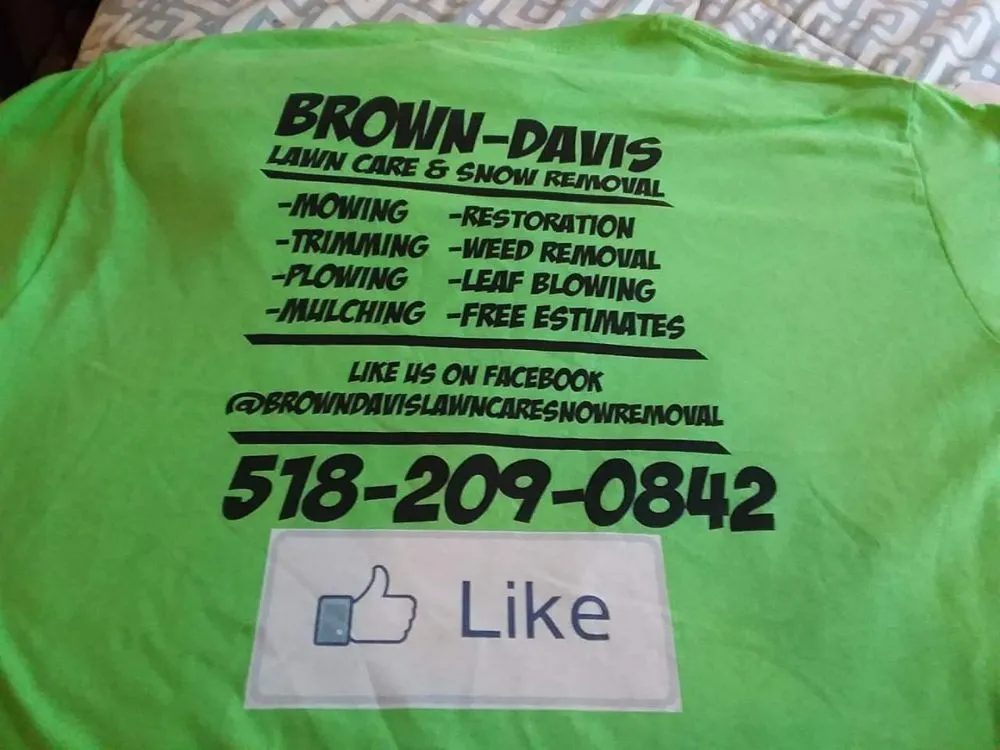 BROWN-DAVIS
LAWN CARE & SNOW REMOVAL
-MOWING -RESTORATION
-TRIMMING -WEED REMOVAL
-PLOWING -LEAF BLOWING
-MULCHING -FREE ESTIMATES
LIKE US ON FACEBOOK
@BROWNDAVISLAWNCARESNOWREMOVAL
518-209-0842
Like